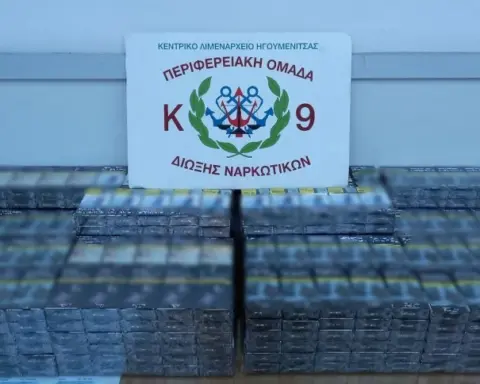 ΚΕΝΤΡΙΚΟ ΛΙΜΕΝΑΡΧΕΙΟ ΗΓΟΥΜΕΝΙΤΣΑΣ
ΠΕΡΙΦΕΡΕΙΑΚΗ ΟΜΑΔΑ
Κ 9
ΔΙΩΞΗΣ ΝΑΡΚΩΤΙΚΩΝ